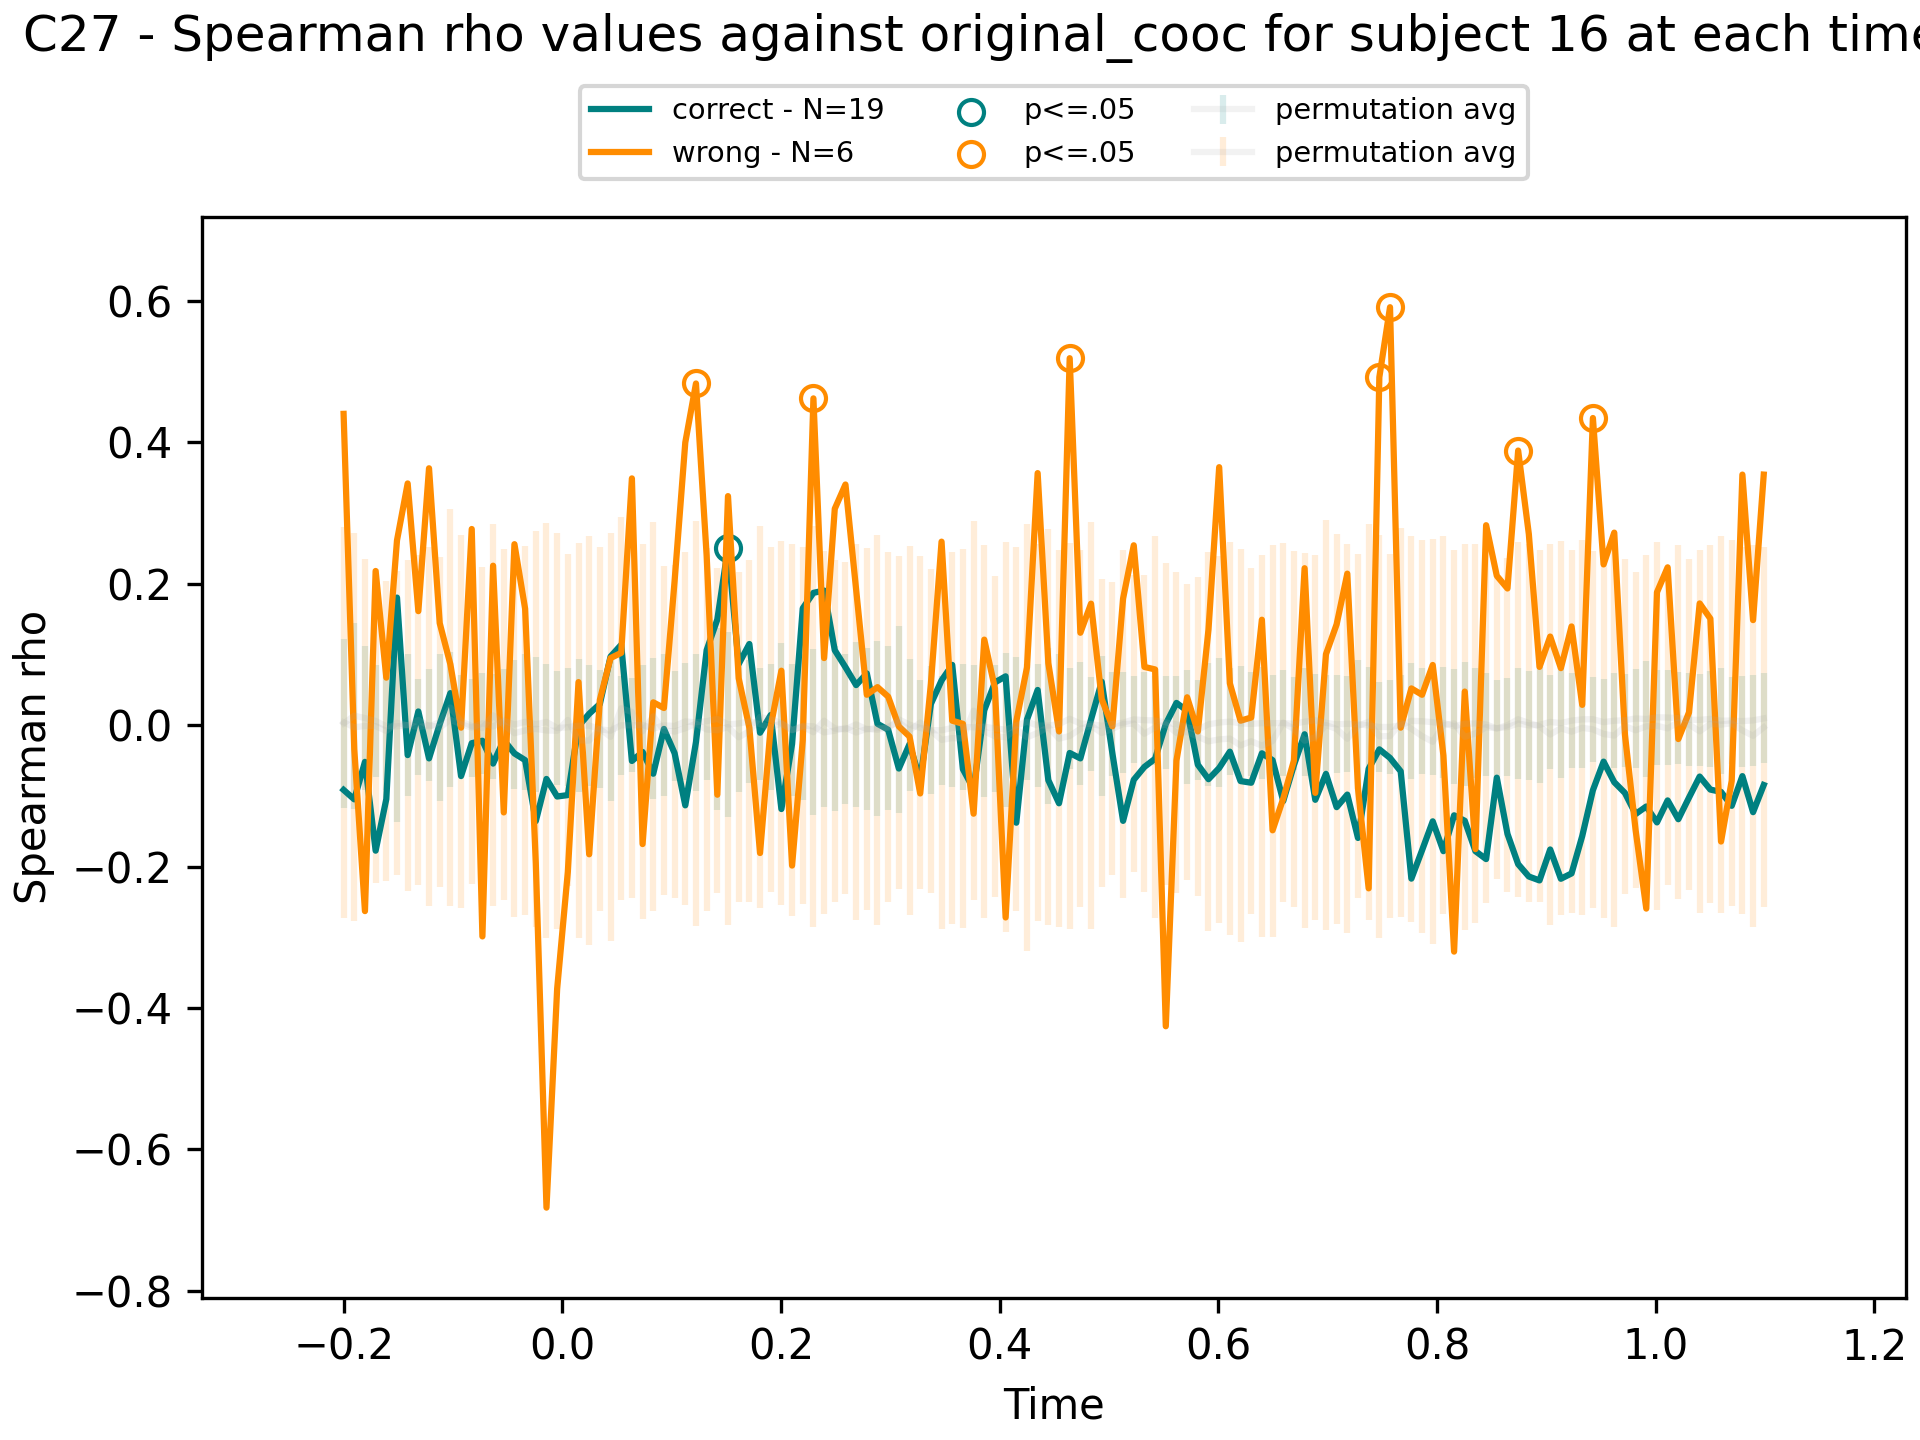 C27 - Spearman rho values against original_cooc for subject 16 at each time
correct - N=19
wrong - N=6
p<=.05
p<=.05
permutation avg
permutation avg
Spearman rho
0.6
0.4
0.2
0.0
−0.2
−0.4
−0.6
−0.8
−0.2
0.0
0.2
0.4
0.6
0.8
1.0
1.2
Time